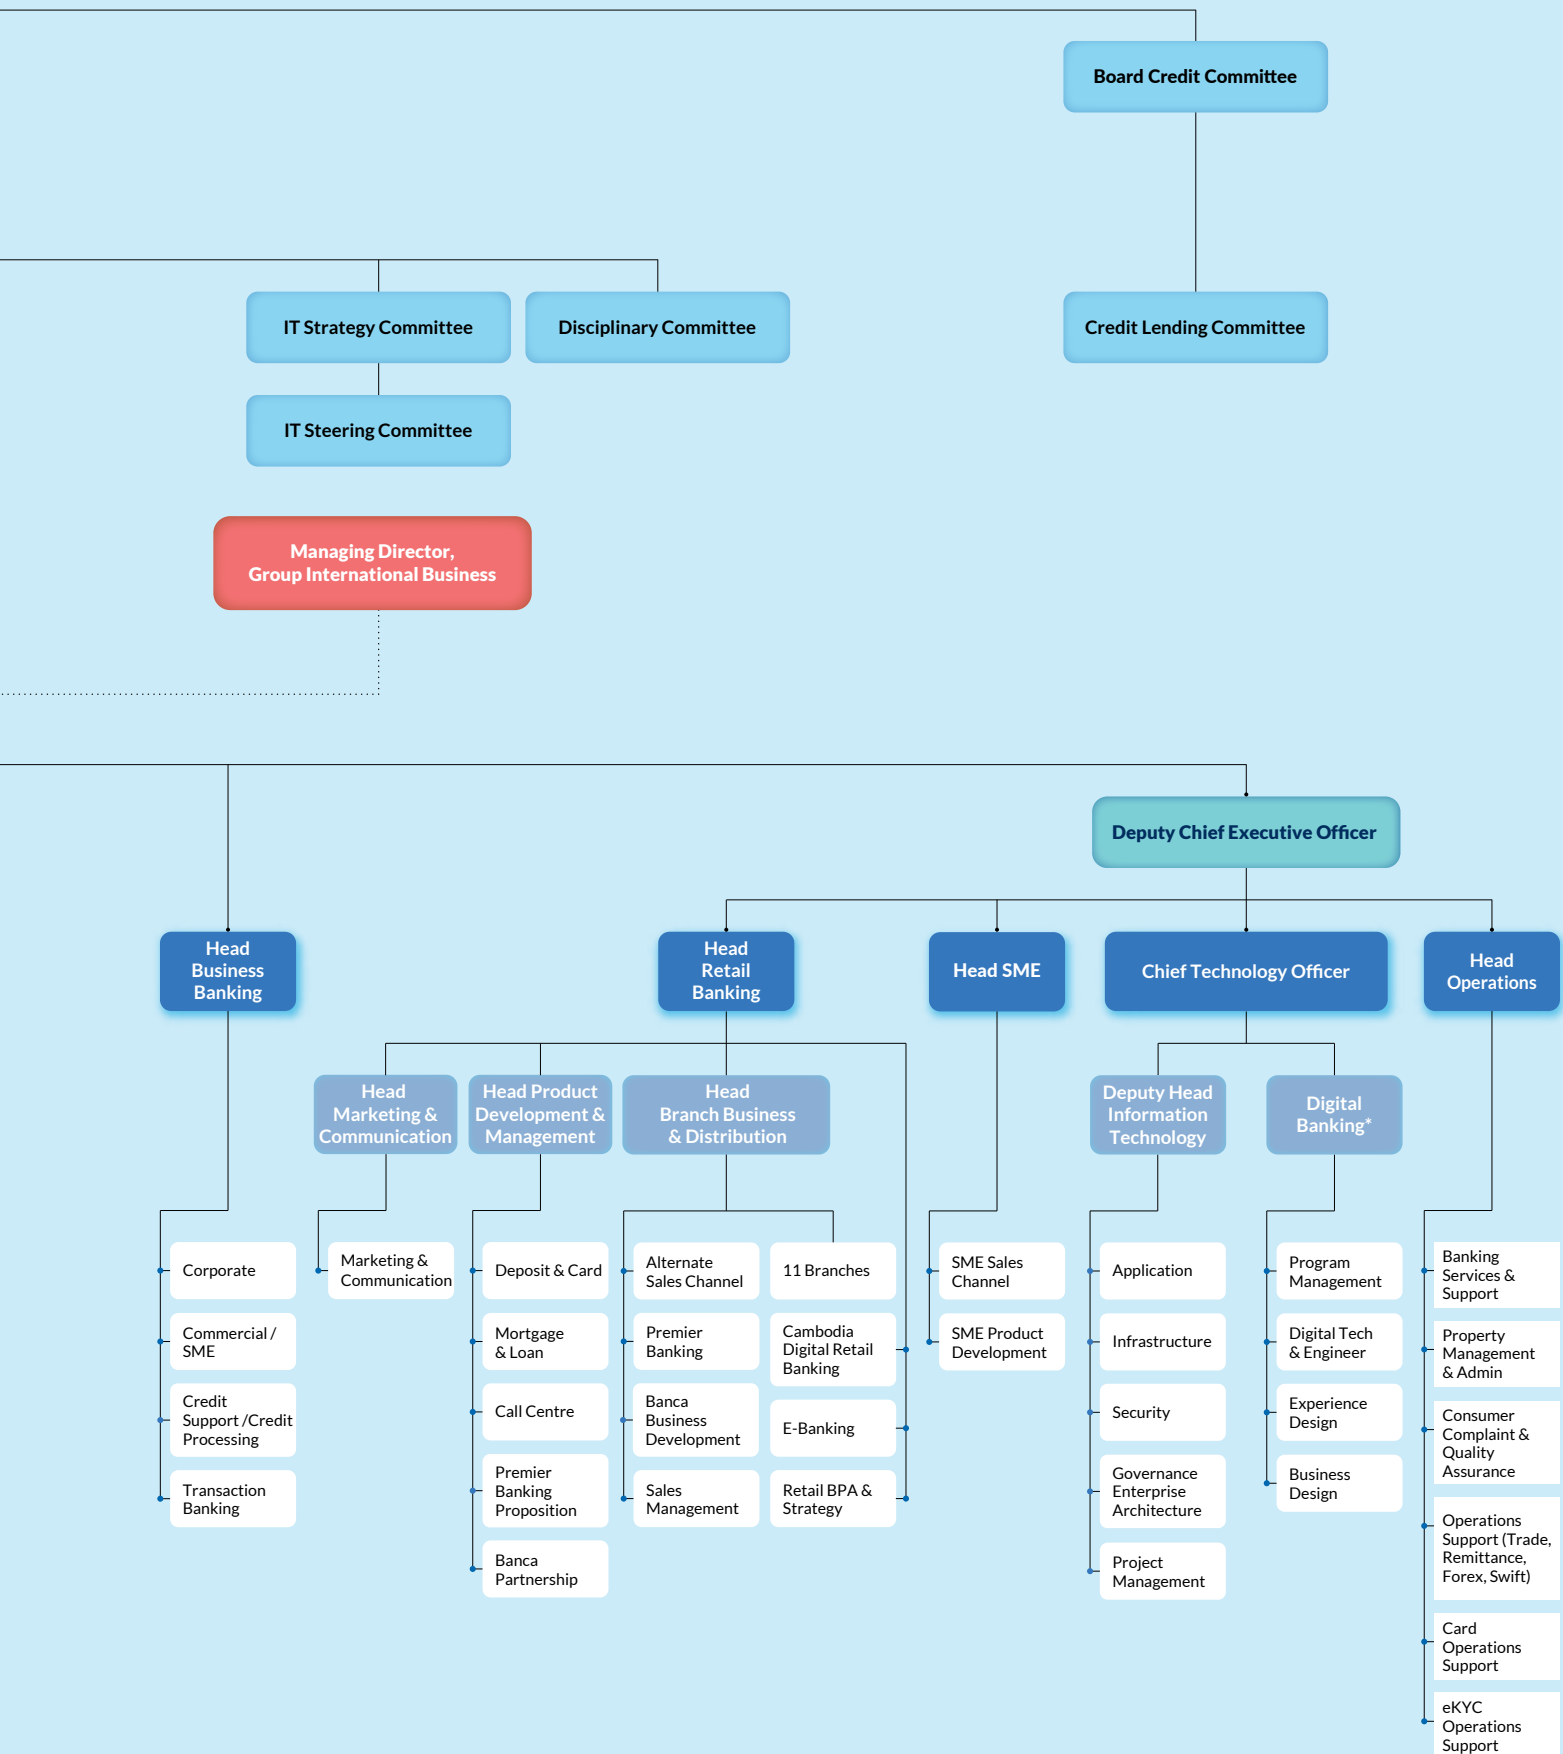 Board Credit Committee
IT Strategy Committee
Disciplinary Committee
Credit Lending Committee
IT Steering Committee
Managing Director,
Group International Business
Deputy Chief Executive Officer
Head
Business
Banking
Head
Retail
Banking
Head SME
Chief Technology Officer
Head
Operations
Head
Marketing &
Communication
Head Product
Development &
Management
Head
Branch Business
& Distribution
Deputy Head
Information
Technology
Digital
Banking*
Corporate
Commercial /
SME
Credit
Support /Credit
Processing
Transaction
Banking
Marketing &
Communication
Deposit & Card
Mortgage
& Loan
Call Centre
Premier
Banking
Proposition
Banca
Partnership
Alternate
Sales Channel
Premier
Banking
Banca
Business
Development
Sales
Management
11 Branches
Cambodia
Digital Retail
Banking
E-Banking
Retail BPA &
Strategy
SME Sales
Channel
SME Product
Development
Application
Infrastructure
Security
Governance
Enterprise
Architecture
Project
Management
Program
Management
Digital Tech
& Engineer
Experience
Design
Business
Design
Banking
Services &
Support
Property
Management
& Admin
Consumer
Complaint &
Quality
Assurance
Operations
Support (Trade,
Remittance,
Forex, Swift)
Card
Operations
Support
eKYC
Operations
Support